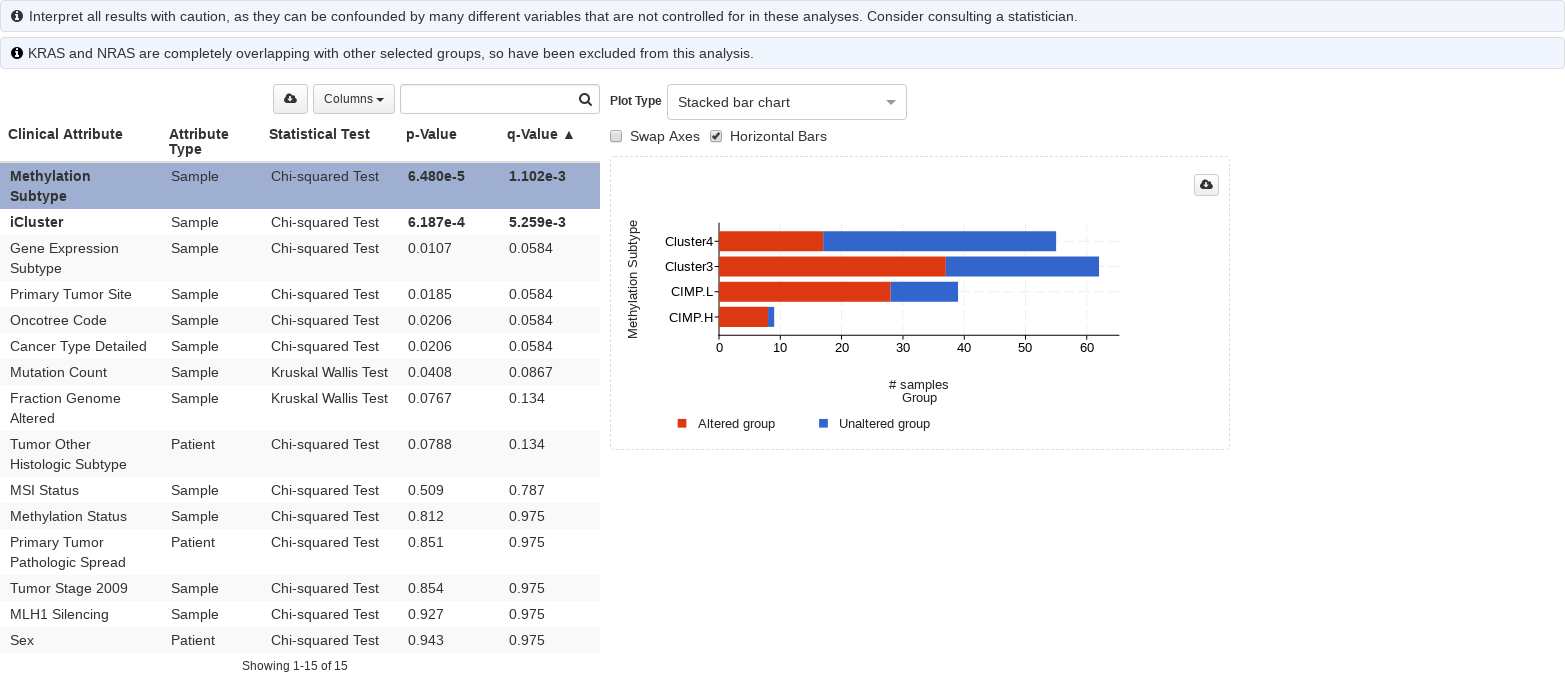 Interpret all results with caution, as they can be confounded by many different variables that are not controlled for in these analyses. Consider consulting a statistician.
KRAS and NRAS are completely overlapping with other selected groups, so have been excluded from this analysis.
Columns
Clinical Attribute Attribute Type Statistical Test p-Value q-Value ▲
Methylation Subtype Sample Chi-squared Test 6.480e-5 1.102e-3
iCluster Sample Chi-squared Test 6.187e-4 5.259e-3
Gene Expression Subtype Sample Chi-squared Test 0.0107 0.0584
Primary Tumor Site Sample Chi-squared Test 0.0185 0.0584
Oncotree Code Sample Chi-squared Test 0.0206 0.0584
Cancer Type Detailed Sample Chi-squared Test 0.0206 0.0584
Mutation Count Sample Kruskal Wallis Test 0.0408 0.0867
Fraction Genome Altered Sample Kruskal Wallis Test 0.0767 0.134
Tumor Other Histologic Subtype Patient Chi-squared Test 0.0788 0.134
MSI Status Sample Chi-squared Test 0.509 0.787
Methylation Status Sample Chi-squared Test 0.812 0.975
Primary Tumor Pathologic Spread Patient Chi-squared Test 0.851 0.975
Tumor Stage 2009 Sample Chi-squared Test 0.854 0.975
MLH1 Silencing Sample Chi-squared Test 0.927 0.975
Sex Patient Chi-squared Test 0.943 0.975
Showing 1-15 of 15
Plot Type Stacked bar chart
Swap Axes Horizontal Bars
Methylation Subtype
Cluster4
Cluster3
CIMP.L
CIMP.H
0 10 20 30 40 50 60
# samples
Group
Altered group Unaltered group